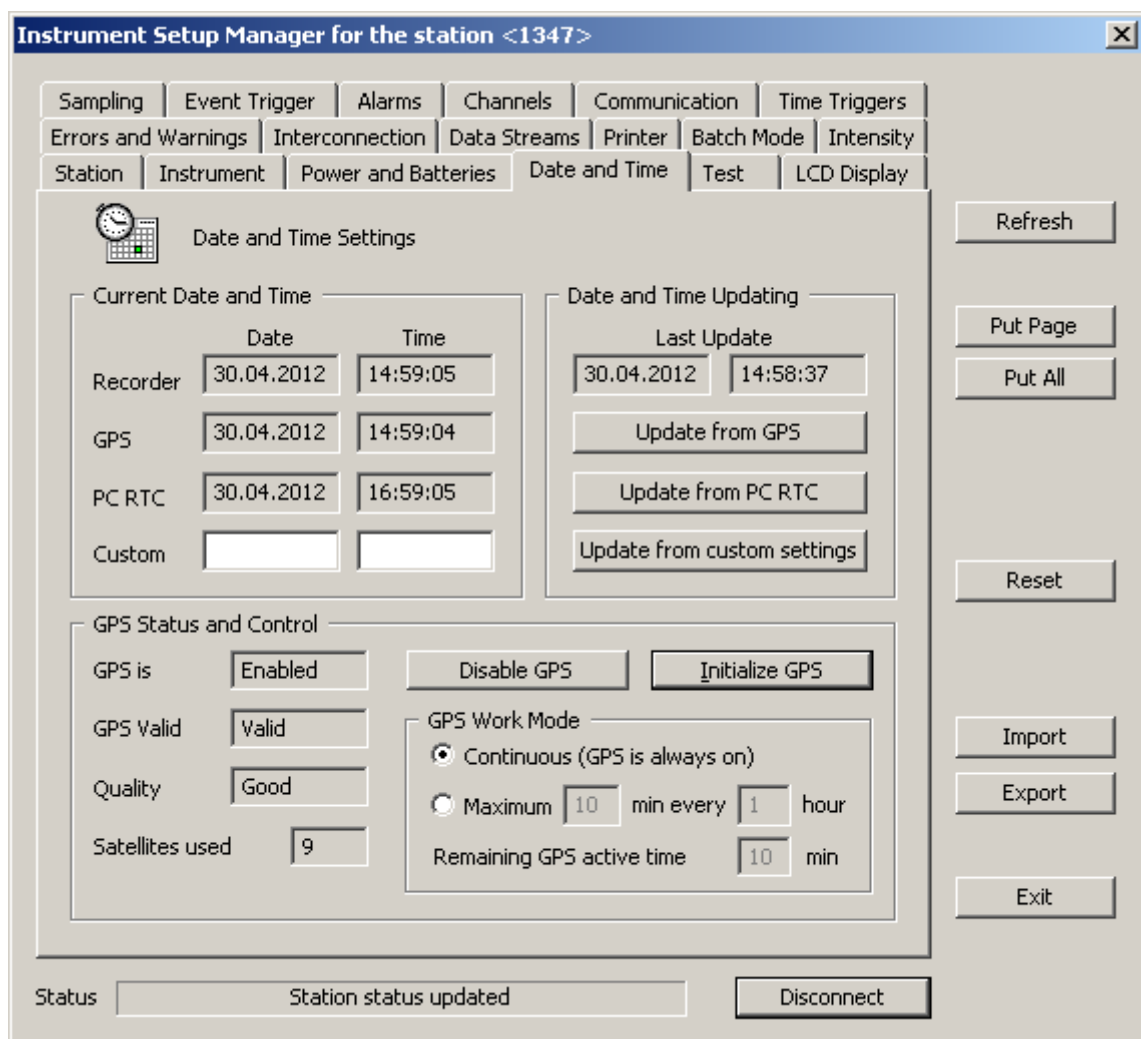 Instrument Setup Manager for the station <1347>
Sampling Event Trigger Alarms Channels Communication Time Triggers
Errors and Warnings Interconnection Data Streams Printer Batch Mode Intensity
Station Instrument Power and Batteries Date and Time Test LCD Display
Date and Time Settings
Refresh
Current Date and Time
Date Time
Recorder 30.04.2012 14:59:05
GPS 30.04.2012 14:59:04
PC RTC 30.04.2012 16:59:05
Custom
Date and Time Updating
Last Update
30.04.2012 14:58:37
Update from GPS
Update from PC RTC
Update from custom settings
Put Page
Put All
Reset
GPS Status and Control
GPS is Enabled
GPS Valid Valid
Quality Good
Satellites used 9
Disable GPS Initialize GPS
GPS Work Mode
Continuous (GPS is always on)
Maximum 10 min every 1 hour
Remaining GPS active time 10 min
Import
Export
Exit
Status Station status updated Disconnect